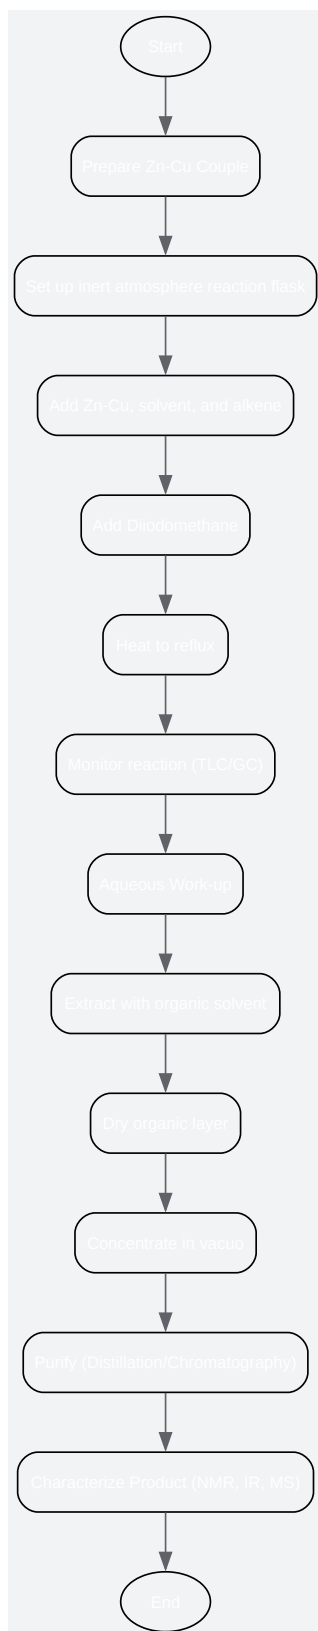 Start
Prepare Zn-Cu Couple
Set up inert atmosphere reaction flask
Add Zn-Cu, solvent, and alkene
Add Diiodomethane
Heat to reflux
Monitor reaction (TLC/GC)
Aqueous Work-up
Extract with organic solvent
Dry organic layer
Concentrate in vacuo
Purify (Distillation/Chromatography)
Characterize Product (NMR, IR, MS)
End